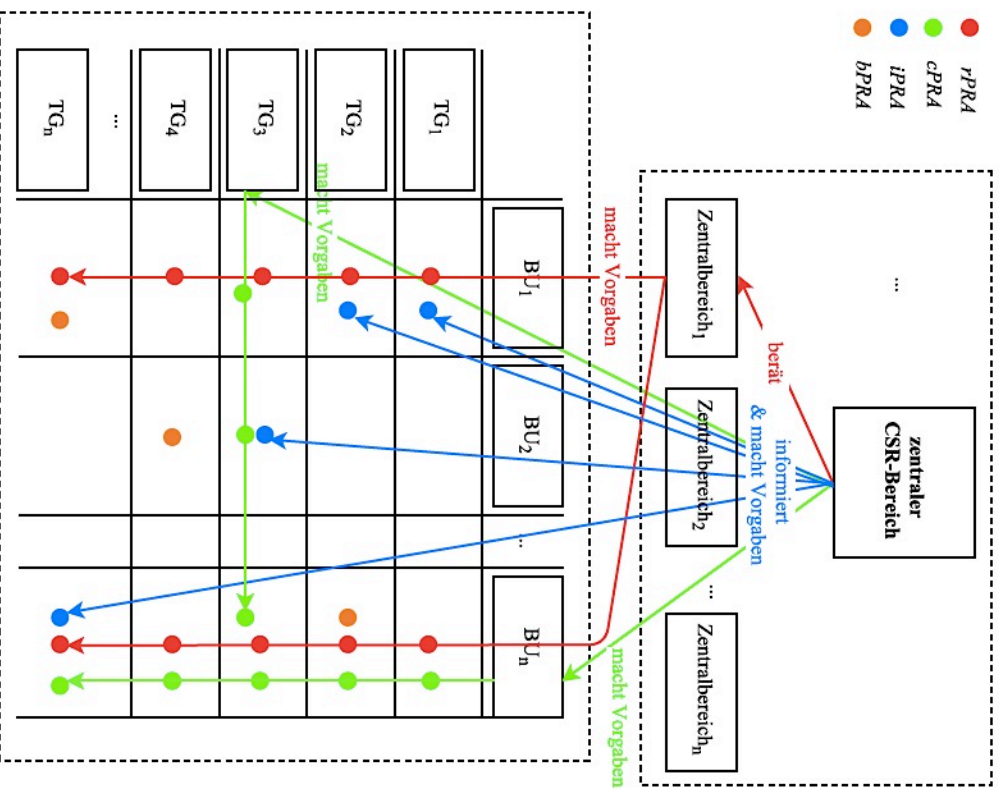 ...
zentraler
CSR-Bereich
Zentralbereich1
Zentralbereich2
...
Zentralbereichn
berät
informiert
& macht Vorgaben
macht Vorgaben
macht Vorgaben
macht Vorgaben
BU1
BU2
...
BUn
TG1
TG2
TG3
TG4
...
TGn
rPRA
cPRA
iPRA
bPRA